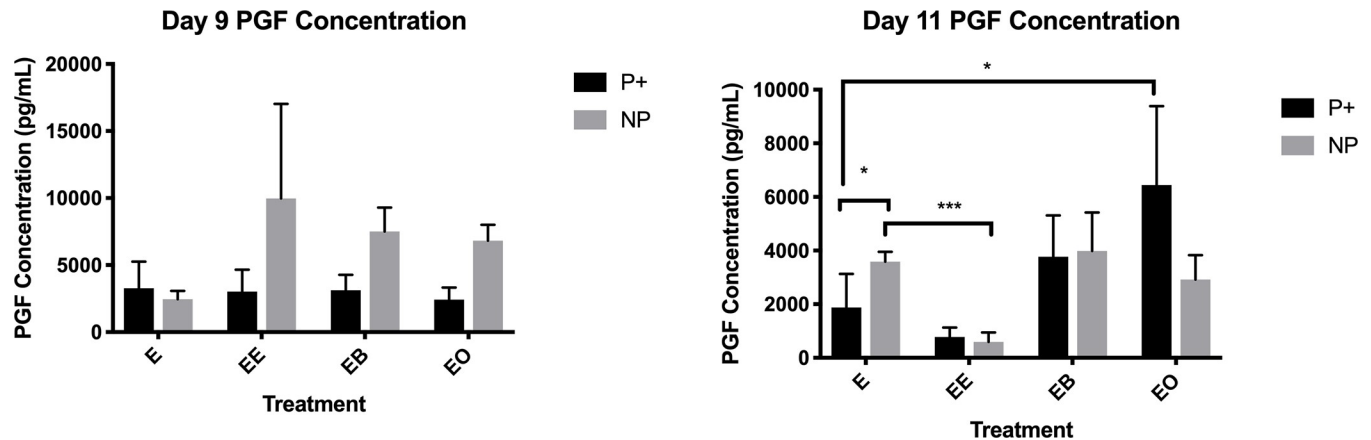 Day 9 PGF Concentration
PGF Concentration (pg/mL)
20000
15000
10000
5000
0
E
EE
EB
EO
Treatment
P+
NP
Day 11 PGF Concentration
PGF Concentration (pg/mL)
10000
8000
6000
4000
2000
0
*
*
***
E
EE
EB
EO
Treatment
P+
NP